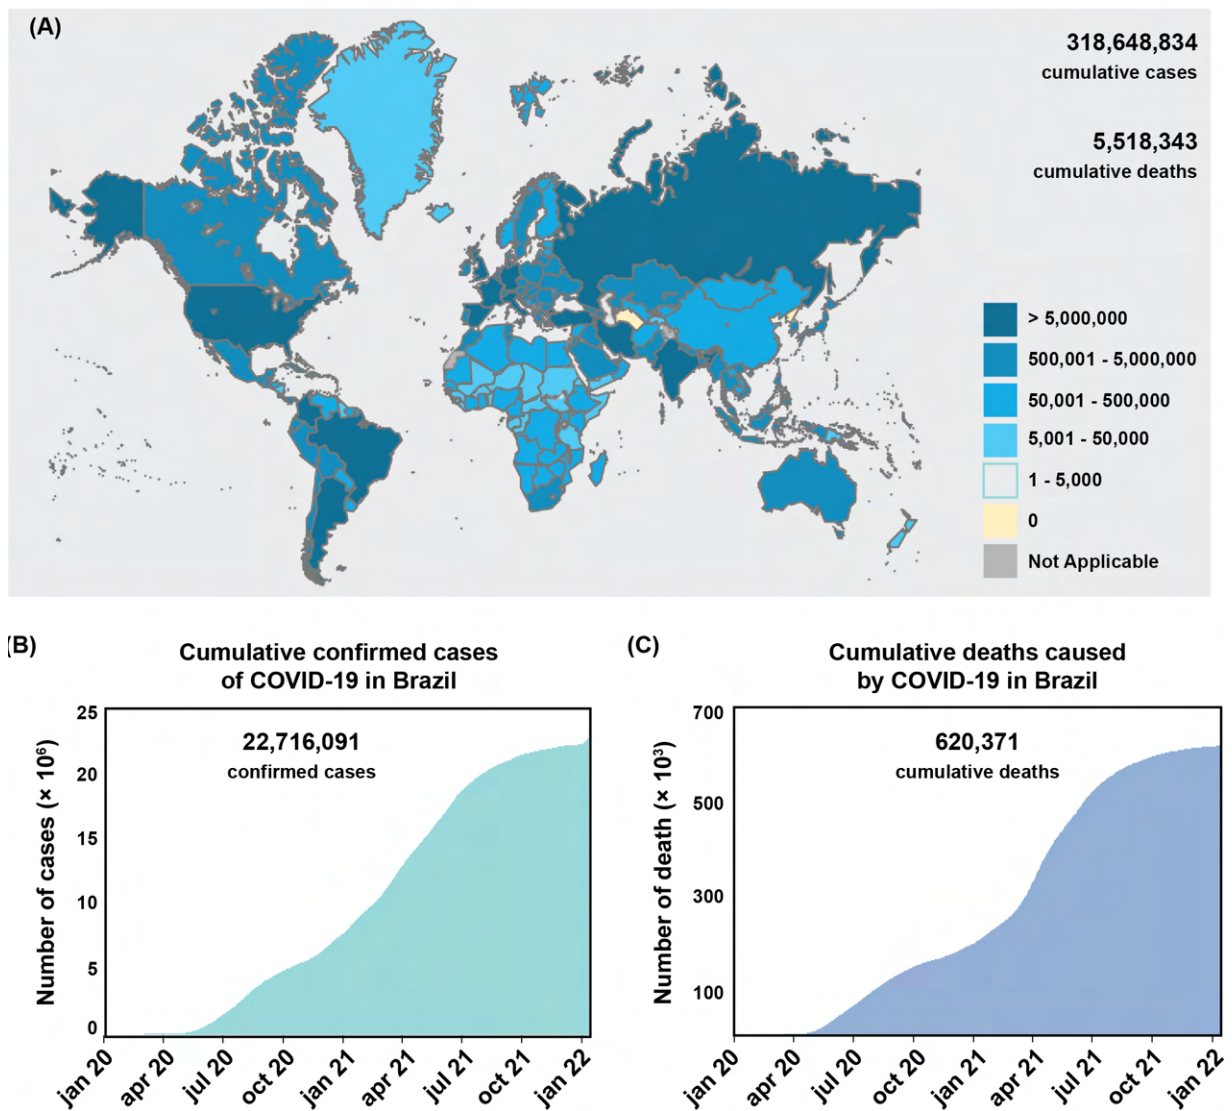 (A)
318,648,834
cumulative cases
5,518,343
cumulative deaths
> 5,000,000
500,001 - 5,000,000
50,001 - 500,000
5,001 - 50,000
1 - 5,000
0
Not Applicable
(B)
Cumulative confirmed cases
of COVID-19 in Brazil
Number of cases (× 10⁶)
25
20
15
10
5
0
22,716,091
confirmed cases
jan 20
apr 20
jul 20
oct 20
jan 21
apr 21
jul 21
oct 21
jan 22
(C)
Cumulative deaths caused
by COVID-19 in Brazil
Number of death (× 10³)
700
500
300
100
620,371
cumulative deaths
jan 20
apr 20
jul 20
oct 20
jan 21
apr 21
jul 21
oct 21
jan 22